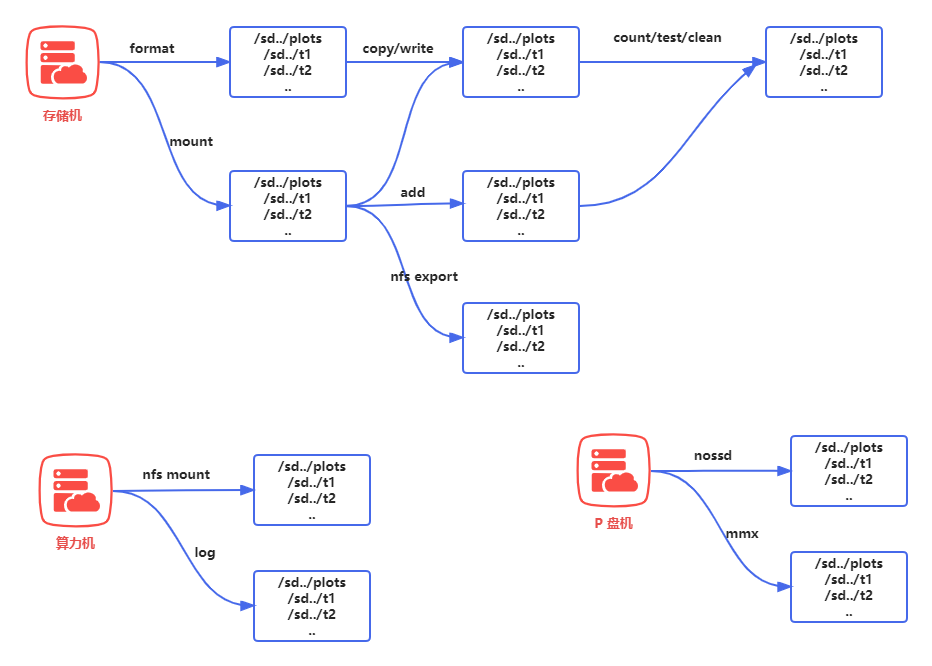 format
/sd../plots
/sd../t1
/sd../t2
..
copy/write
/sd../plots
/sd../t1
/sd../t2
..
count/test/clean
/sd../plots
/sd../t1
/sd../t2
..
存储机
mount
/sd../plots
/sd../t1
/sd../t2
..
add
/sd../plots
/sd../t1
/sd../t2
..
nfs export
/sd../plots
/sd../t1
/sd../t2
..
算力机
nfs mount
/sd../plots
/sd../t1
/sd../t2
..
log
/sd../plots
/sd../t1
/sd../t2
..
P 盘机
nossd
/sd../plots
/sd../t1
/sd../t2
..
mmx
/sd../plots
/sd../t1
/sd../t2
..